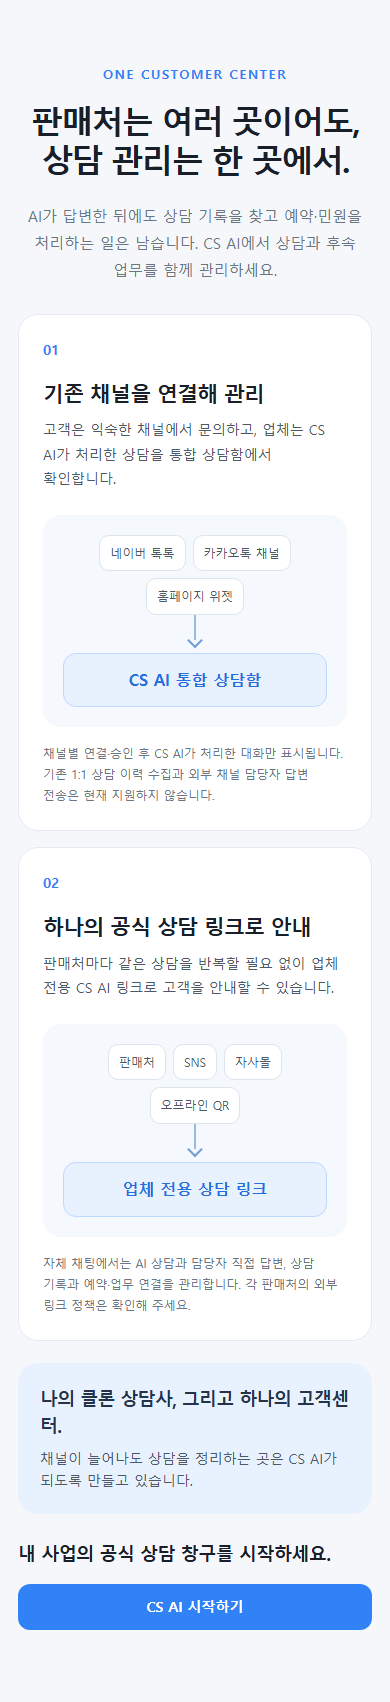 ONE CUSTOMER CENTER
판매처는 여러 곳이어도,
상담 관리는 한 곳에서.
AI가 답변한 뒤에도 상담 기록을 찾고 예약·민원을
처리하는 일은 남습니다. CS AI에서 상담과 후속
업무를 함께 관리하세요.
01
기존 채널을 연결해 관리
고객은 익숙한 채널에서 문의하고, 업체는 CS
AI가 처리한 상담을 통합 상담함에서
확인합니다.
네이버 톡톡
카카오톡 채널
홈페이지 위젯
CS AI 통합 상담함
채널별 연결·승인 후 CS AI가 처리한 대화만 표시됩니다.
기존 1:1 상담 이력 수집과 외부 채널 담당자 답변
전송은 현재 지원하지 않습니다.
02
하나의 공식 상담 링크로 안내
판매처마다 같은 상담을 반복할 필요 없이 업체
전용 CS AI 링크로 고객을 안내할 수 있습니다.
판매처
SNS
자사몰
오프라인 QR
업체 전용 상담 링크
자체 채팅에서는 AI 상담과 담당자 직접 답변, 상담
기록과 예약·업무 연결을 관리합니다. 각 판매처의 외부
링크 정책은 확인해 주세요.
나의 클론 상담사, 그리고 하나의 고객센
터.
채널이 늘어나도 상담을 정리하는 곳은 CS AI가
되도록 만들고 있습니다.
내 사업의 공식 상담 창구를 시작하세요.
CS AI 시작하기